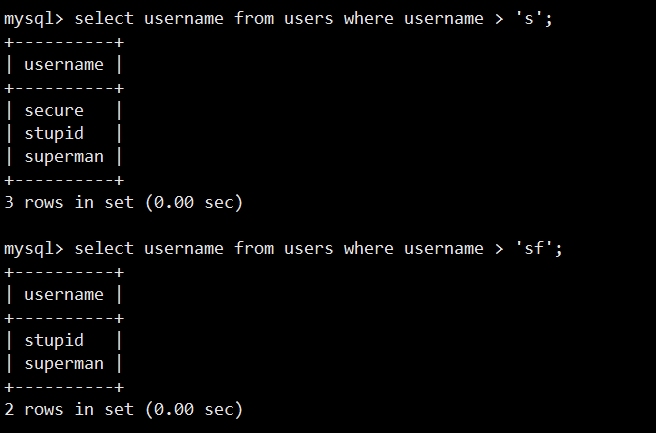 mysql> select username from users where username > 's';
+----------+
| username |
+----------+
| secure   |
| stupid   |
| superman |
+----------+
3 rows in set (0.00 sec)

mysql> select username from users where username > 'sf';
+----------+
| username |
+----------+
| stupid   |
| superman |
+----------+
2 rows in set (0.00 sec)